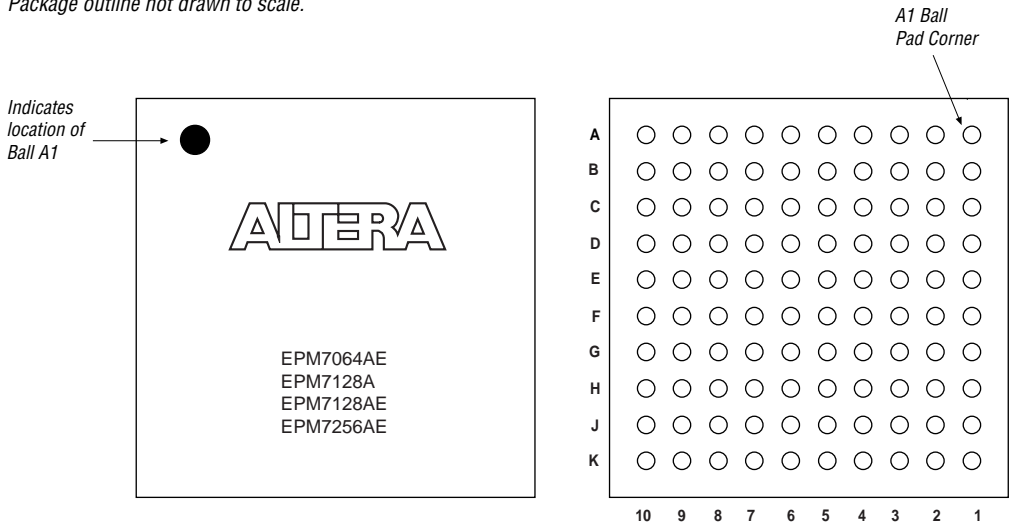 Package outline not drawn to scale.
A1 Ball
Pad Corner
Indicates
location of
Ball A1
ALTERA
EPM7064AE
EPM7128A
EPM7128AE
EPM7256AE
A
B
C
D
E
F
G
H
J
K
10 9 8 7 6 5 4 3 2 1